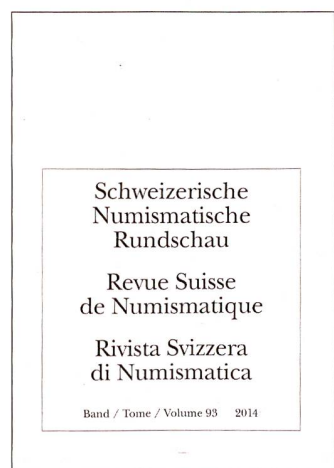 Schweizerische
Numismatische
Rundschau
Revue Suisse
de Numismatique
Rivista Svizzera
di Numismatica
Band / Tome / Volume 93 2014